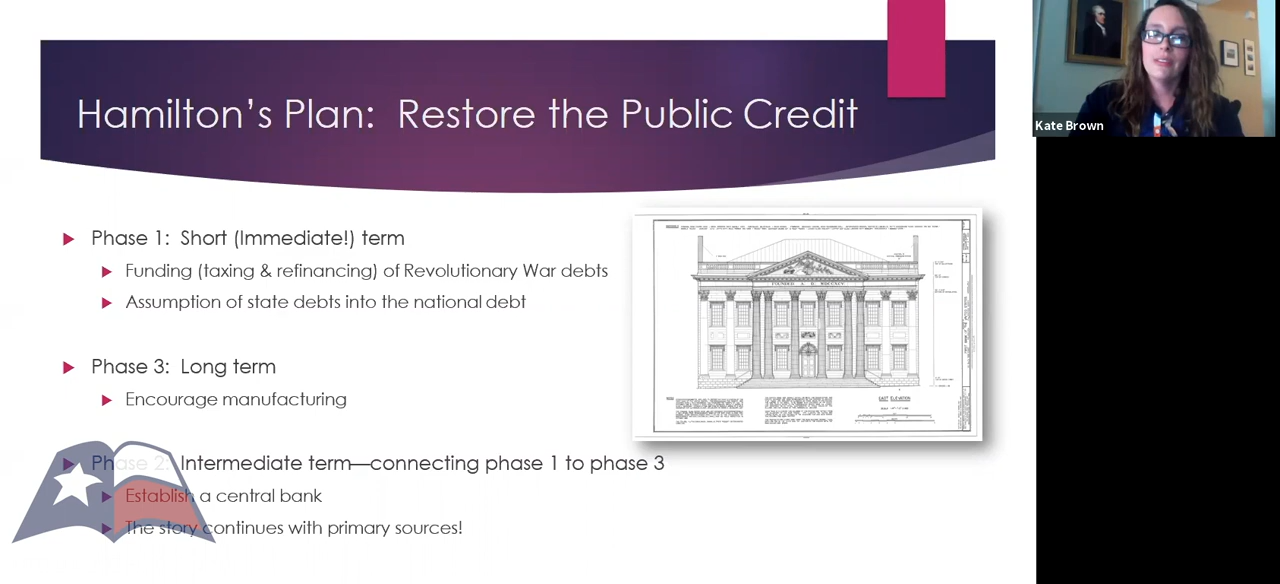 Hamilton's Plan: Restore the Public Credit
Kate Brown
Phase 1: Short (Immediate!) term
Funding (taxing & refinancing) of Revolutionary War debts
Assumption of state debts into the national debt
Phase 3: Long term
Encourage manufacturing
Phase 2: Intermediate term—connecting phase 1 to phase 3
Establish a central bank
The story continues with primary sources!
EAST ELEVATION